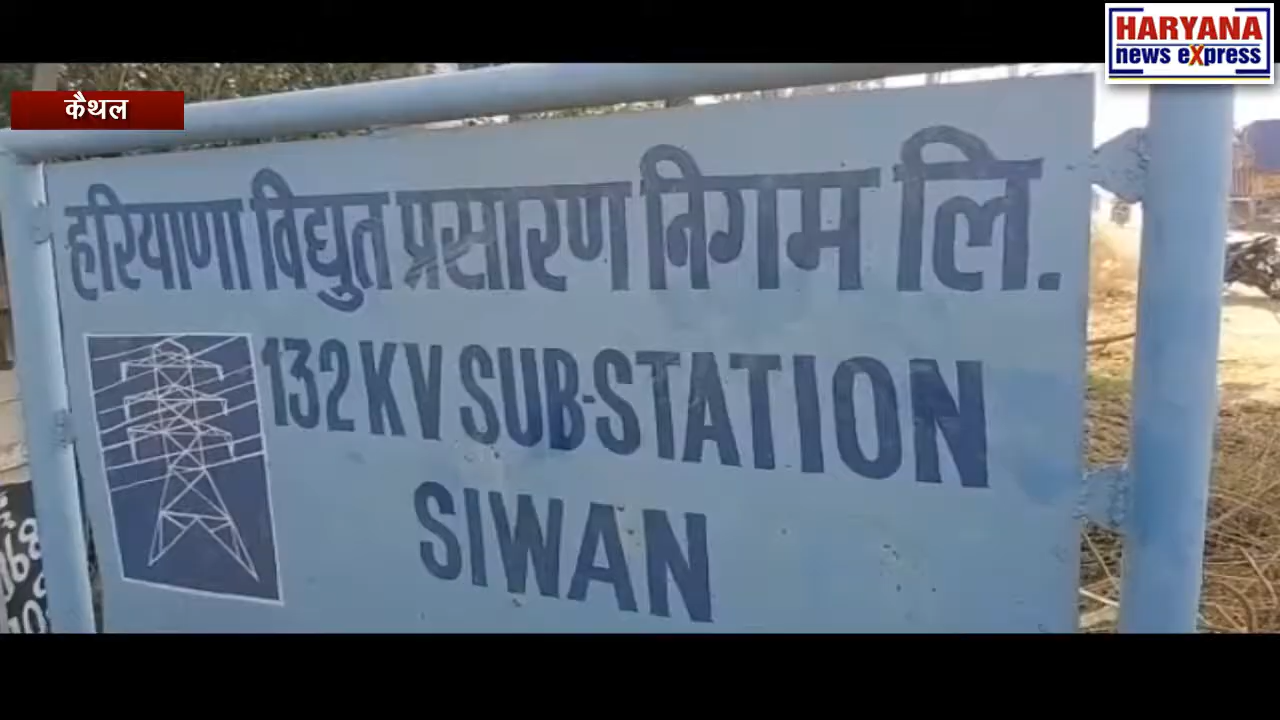 HARYANA
news eXpress
कैथल
हरियाणा विद्युत प्रसारण निगम लि.
132 KV SUB-STATION
SIWAN